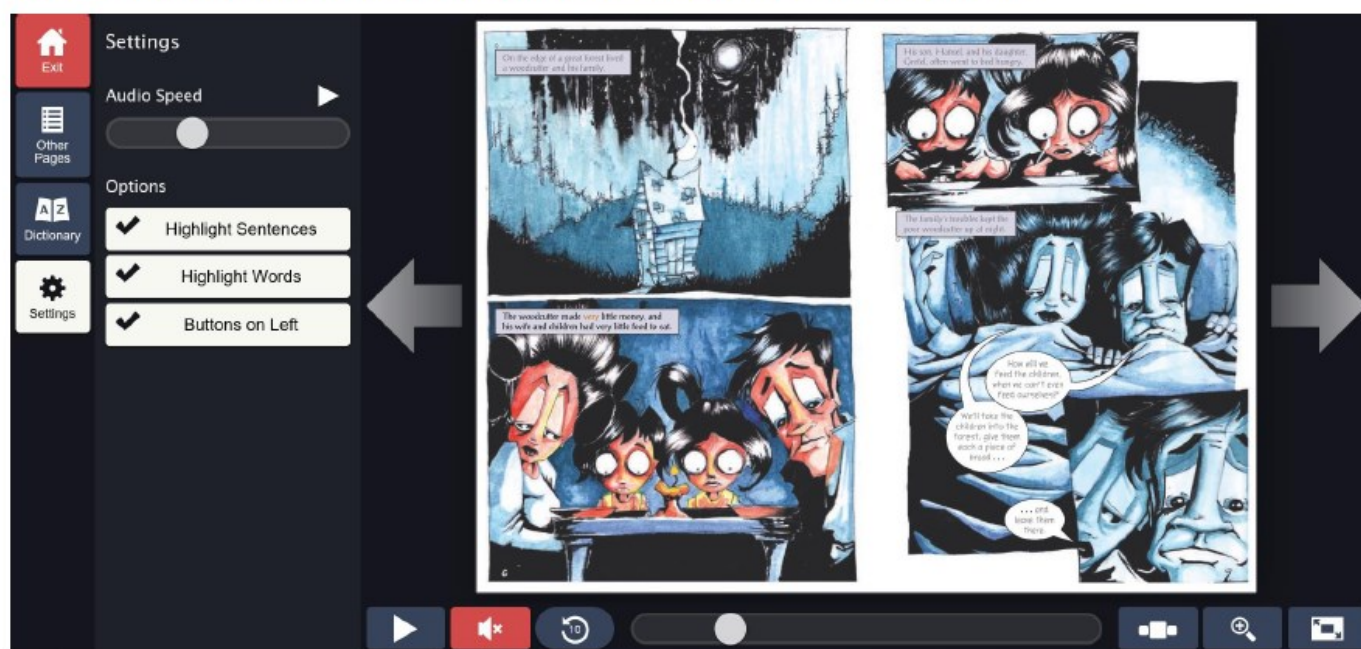 Exit
Other
Pages
A Z
Dictionary
Settings
Settings
Audio Speed
Options
Highlight Sentences
Highlight Words
Buttons on Left
On the edge of a great forest lived
a woodcutter and his family.
The woodcutter made very little money, and
his wife and children had very little food to eat.
6
His son, Hansel, and his daughter,
Gretel, often went to bed hungry.
The family's troubles kept the
poor woodcutter up at night.
How will we
feed the children,
when we can't even
feed ourselves?
We'll take the
children into the
forest, give them
each a piece of
bread ...
... and
leave them
there.
10